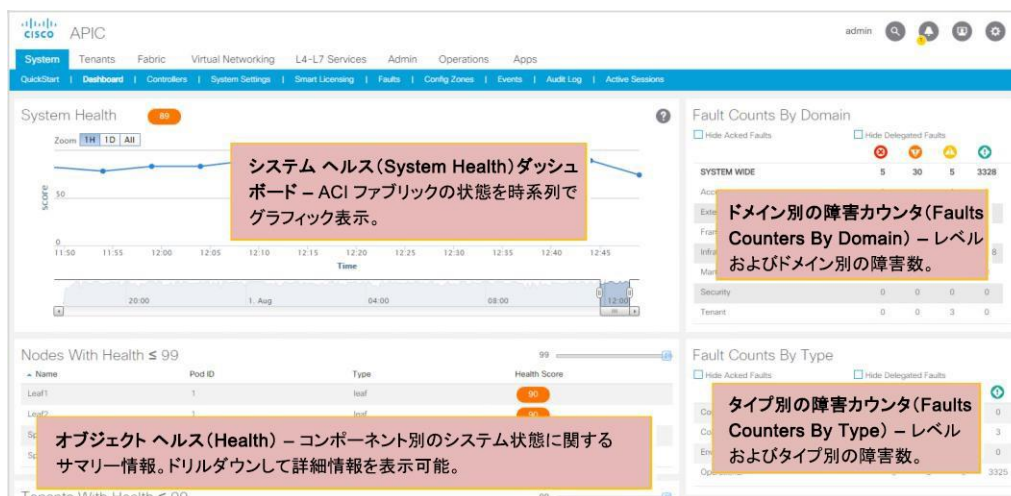 CISCO APIC
admin
System Tenants Fabric Virtual Networking L4-L7 Services Admin Operations Apps
QuickStart | Dashboard | Controllers | System Settings | Smart Licensing | Faults | Config Zones | Events | Audit Log | Active Sessions
System Health 89
Zoom 1H 1D All
score
50
0
11:50 11:55 12:00 12:05 12:10 12:15 12:20 12:25 12:30 12:35 12:40 12:45
Time
20:00 1. Aug 04:00 08:00 12:00
システム ヘルス(System Health)ダッシュ
ボード – ACI ファブリックの状態を時系列で
グラフィック表示。
Fault Counts By Domain
Hide Acked Faults Hide Delegated Faults
SYSTEM WIDE 5 30 5 3328
ドメイン別の障害カウンタ(Faults
Counters By Domain) – レベル
およびドメイン別の障害数。
Security 0 0 0 0
Tenant 0 0 3 0
Nodes With Health ≤ 99
99
Name Pod ID Type Health Score
Leaf1 1 leaf 90
Leaf2 1 leaf 90
オブジェクト ヘルス(Health) – コンポーネント別のシステム状態に関する
サマリー情報。ドリルダウンして詳細情報を表示可能。
Fault Counts By Type
Hide Acked Faults Hide Delegated Faults
0
3
0
3325
タイプ別の障害カウンタ(Faults
Counters By Type) – レベル
およびタイプ別の障害数。
Tenants With Health ≤ 99
99